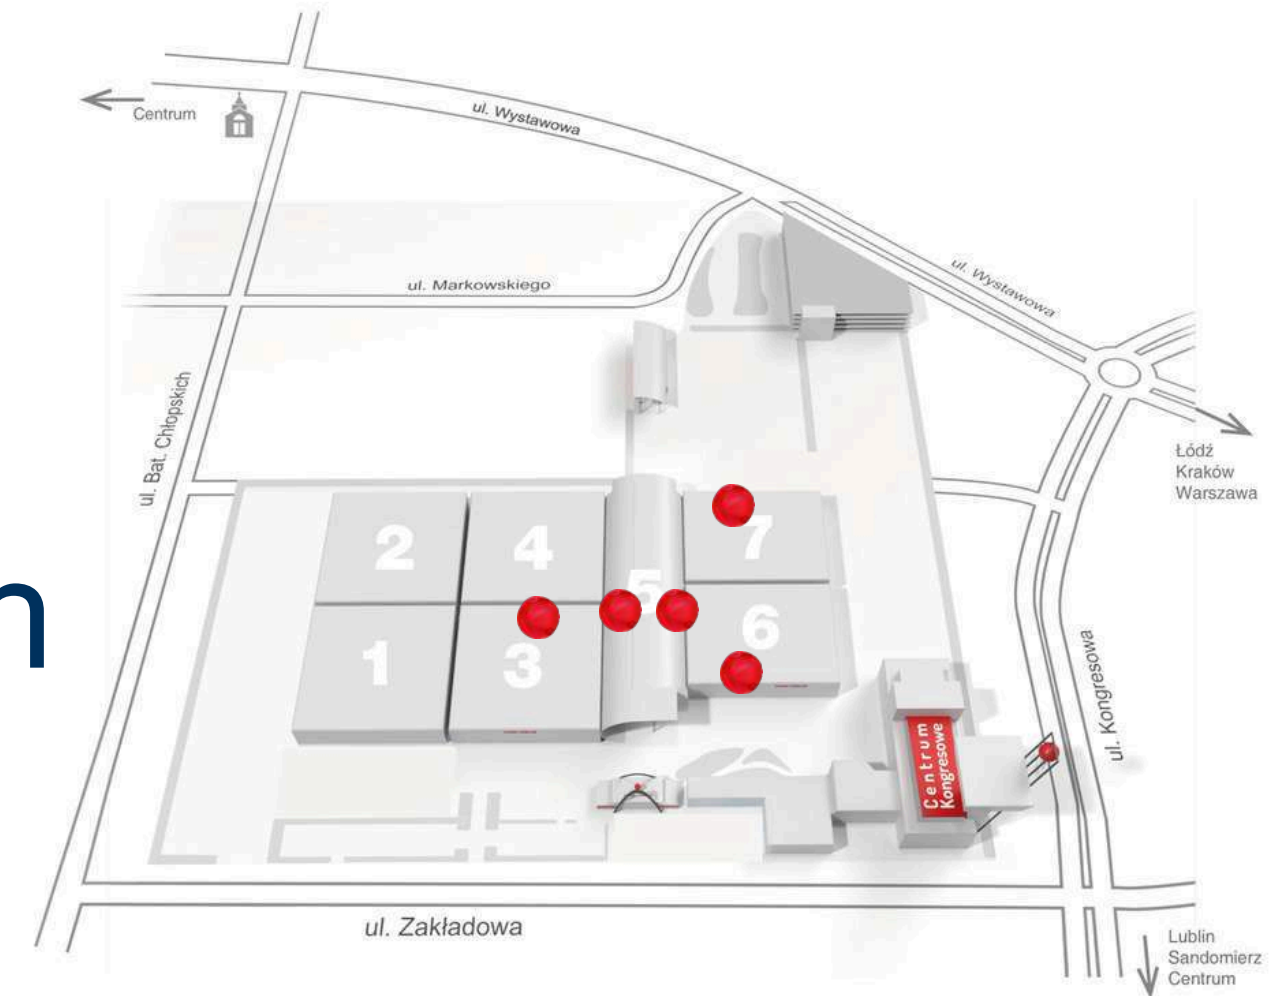 Centrum
ul. Wystawowa
ul. Markowskiego
ul. Wystawowa
ul. Bat. Chłopskich
Łódź
Kraków
Warszawa
2
4
5
7
n
1
3
6
ul. Kongresowa
Centrum
Kongresowe
ul. Zakładowa
Lublin
Sandomierz
Centrum